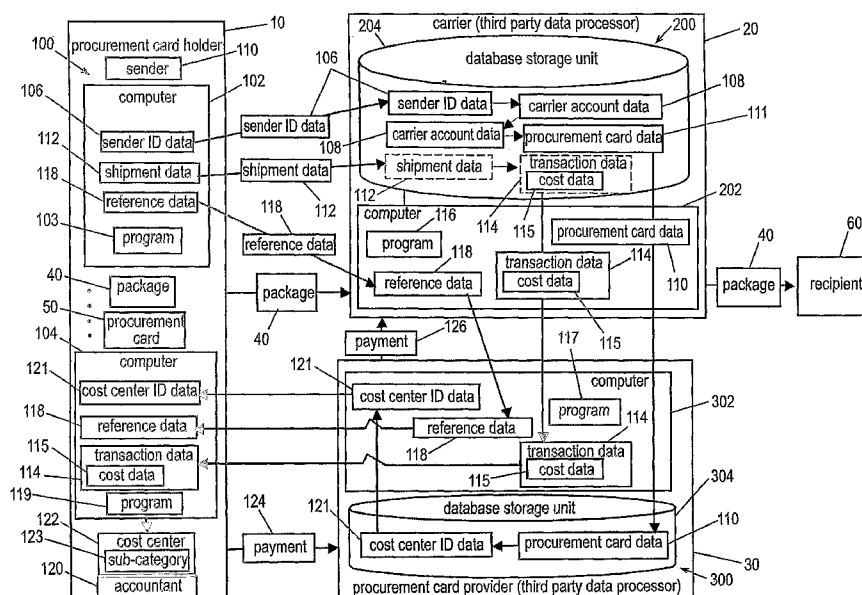 10
procurement card holder
110
sender
100
102
computer
106
sender ID data
112
shipment data
118
reference data
103
program
40
package
50
procurement card
104
computer
121
cost center ID data
118
reference data
transaction data
115
cost data
114
119
program
122
cost center
123
sub-category
120
accountant
106
sender ID data
shipment data
112
118
reference data
package
40
payment
126
124
payment
carrier (third party data processor)
20
204
200
database storage unit
sender ID data
carrier account data
108
108
carrier account data
procurement card data
111
shipment data
112
transaction data
cost data
114
115
202
computer
116
program
118
reference data
procurement card data
110
transaction data
114
cost data
115
40
package
60
recipient
121
cost center ID data
117
computer
program
302
reference data
118
transaction data
114
115
cost data
304
database storage unit
121
cost center ID data
procurement card data
110
30
300
procurement card provider (third party data processor)